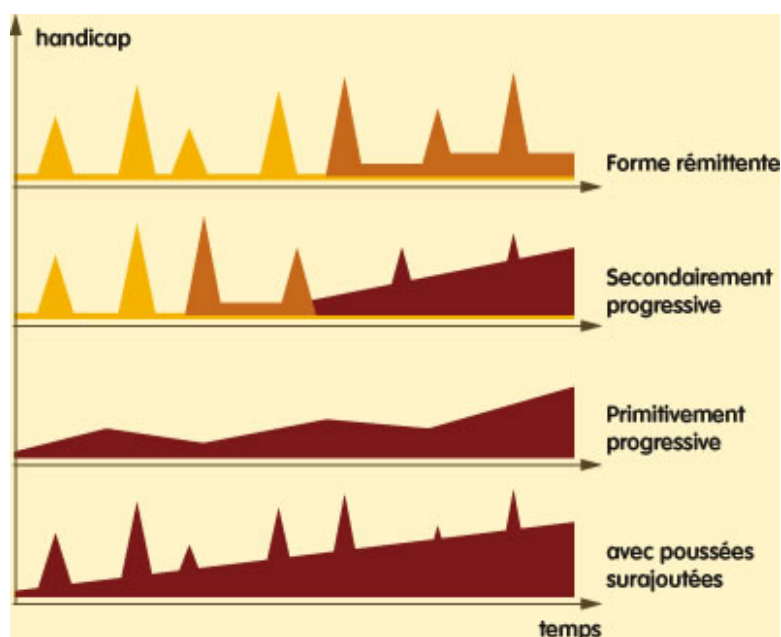 handicap
Forme rémittente
Secondairement
progressive
Primitivement
progressive
avec poussées
surajoutées
temps